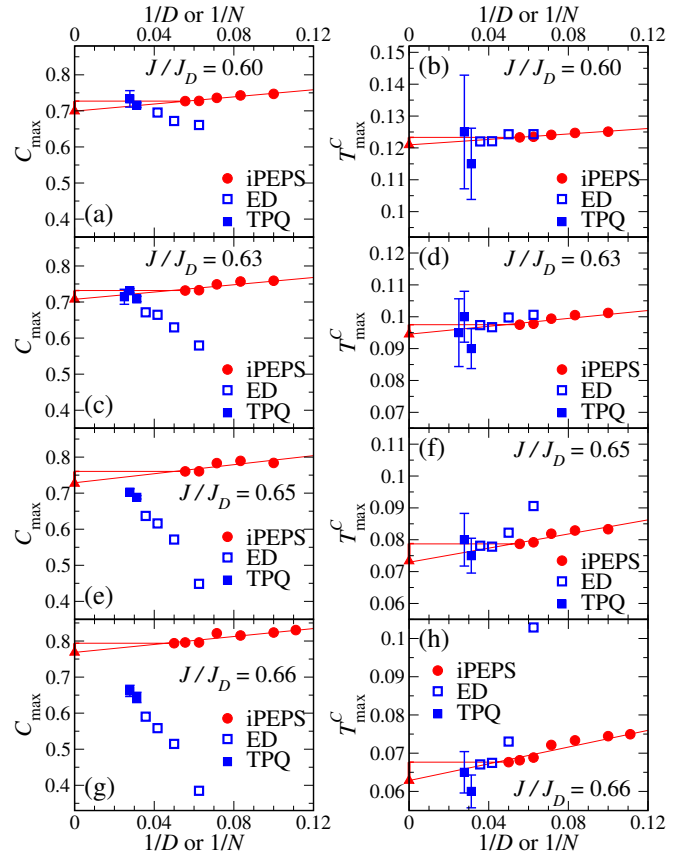 1/D or 1/N
1/D or 1/N
0 0.04 0.08 0.12
0 0.04 0.08 0.12
0.8
0.7
0.6
0.5
0.4
C_max
J/J_D = 0.60
iPEPS
ED
TPQ
(a)
0.15
0.14
0.13
0.12
0.11
0.1
T^C_max
(b)
J/J_D = 0.60
iPEPS
ED
TPQ
0.8
0.7
0.6
0.5
0.4
C_max
J/J_D = 0.63
iPEPS
ED
TPQ
(c)
0.12
0.11
0.1
0.09
0.08
0.07
T^C_max
(d)
J/J_D = 0.63
iPEPS
ED
TPQ
0.8
0.7
0.6
0.5
0.4
C_max
J/J_D = 0.65
iPEPS
ED
TPQ
(e)
0.1
0.09
0.08
0.07
0.06
T^C_max
(f)
J/J_D = 0.65
iPEPS
ED
TPQ
0.8
0.7
0.6
0.5
0.4
C_max
J/J_D = 0.66
iPEPS
ED
TPQ
(g)
0.1
0.09
0.08
0.07
0.06
T^C_max
(h)
iPEPS
ED
TPQ
J/J_D = 0.66
0 0.04 0.08 0.12
0 0.04 0.08 0.12
1/D or 1/N
1/D or 1/N